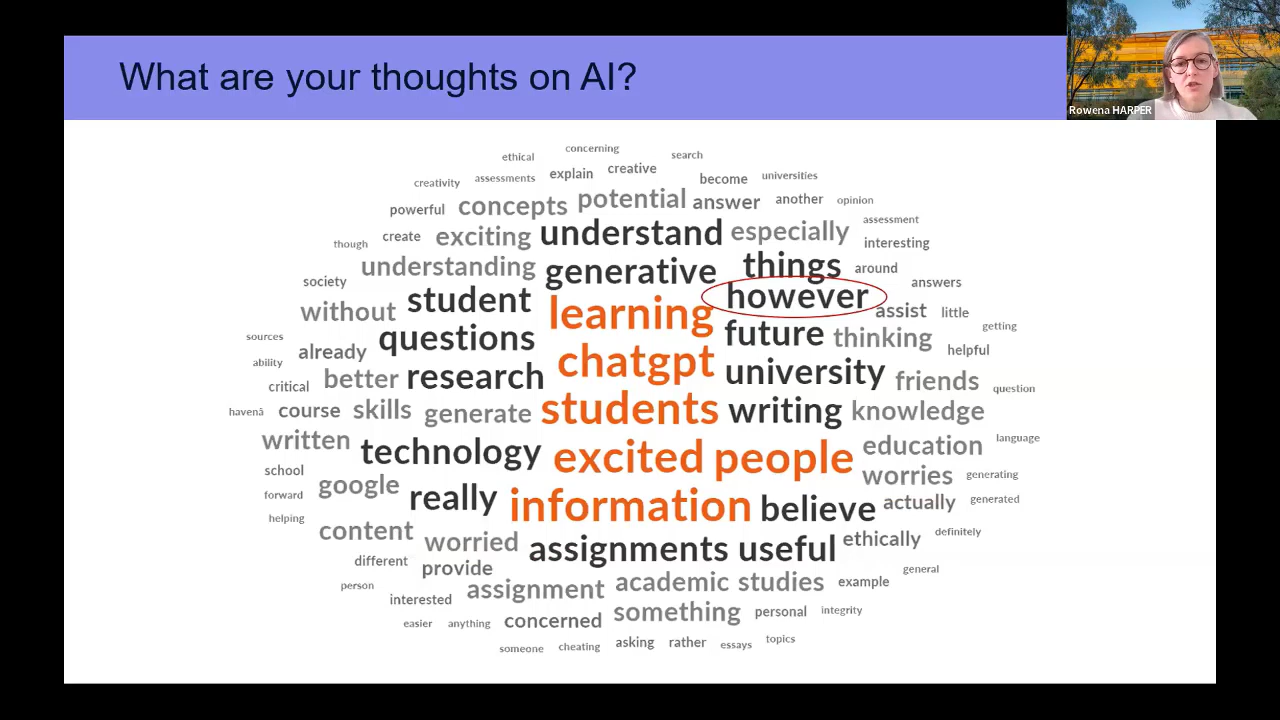 What are your thoughts on AI?
Rowena HARPER
concerning
ethical search
explain creative
creativity assessments become universities
powerful concepts potential answer another opinion
though create exciting understand especially assessment
interesting
understanding generative things around
society answers
without student learning however assist little
sources questions future thinking getting
ability already chatgpt helpful
critical better research university friends question
havenâ course skills generate students writing knowledge
written technology excited people education language
school worries generating
forward google really information believe actually generated
helping content worried assignments useful ethically definitely
different provide general
person interested assignment academic studies example
easier anything concerned something personal integrity
someone cheating asking rather essays topics